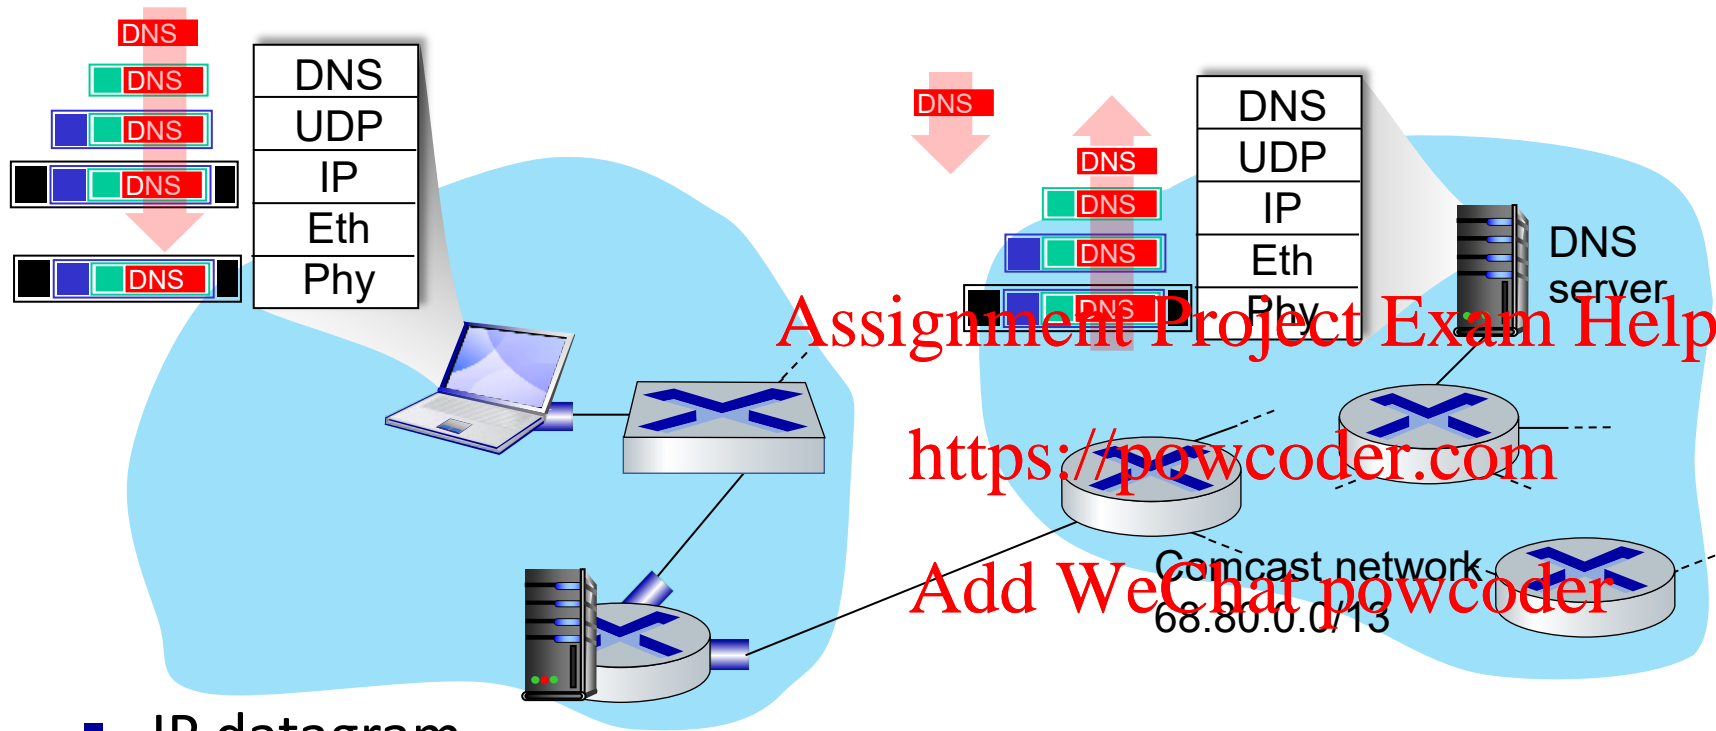 DNS
DNS
DNS
DNS
DNS
DNS
UDP
IP
Eth
Phy
DNS
DNS
DNS
DNS
DNS
DNS
UDP
IP
Eth
Phy
DNS
server
Assignment Project Exam Help
https://powcoder.com
Comcast network
68.80.0.0/13
Add WeChat powcoder
IP datagram